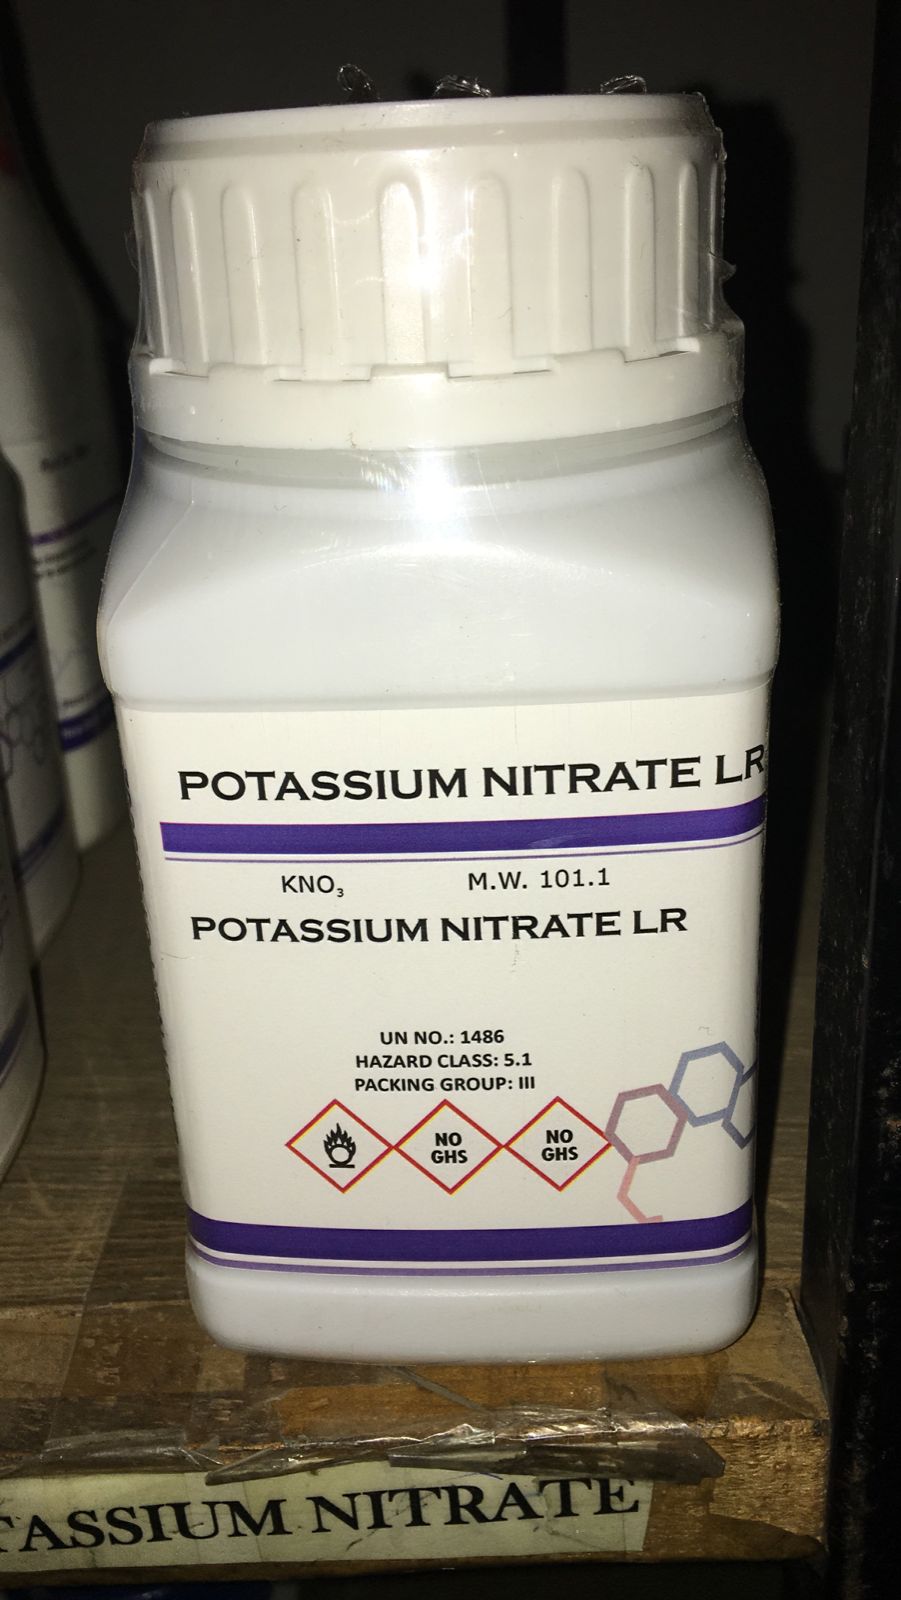 POTASSIUM NITRATE LR
KNO₃ M.W. 101.1
POTASSIUM NITRATE LR
UN NO.: 1486
HAZARD CLASS: 5.1
PACKING GROUP: III
NO GHS
NO GHS
TASSIUM NITRATE